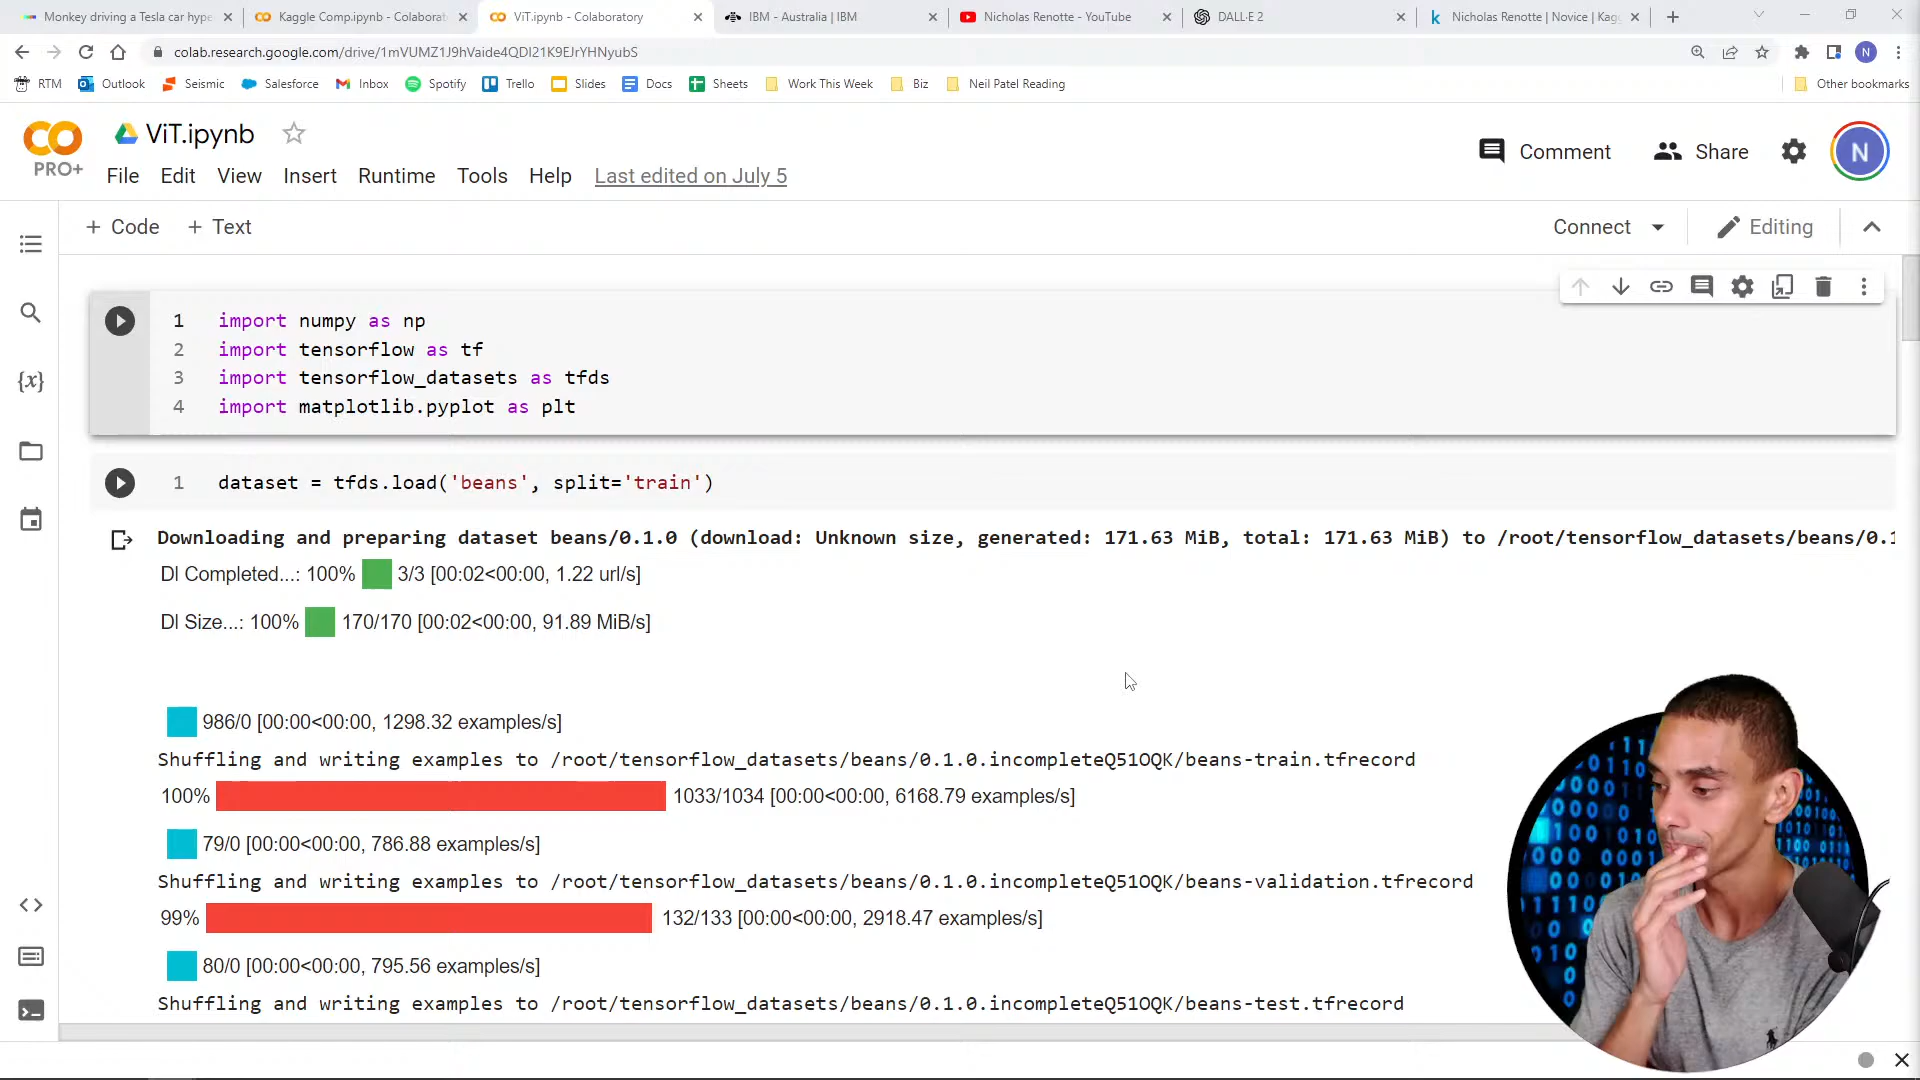 Monkey driving a Tesla car hype
Kaggle Comp.ipynb - Colaborat
ViT.ipynb - Colaboratory
IBM - Australia | IBM
Nicholas Renotte - YouTube
DALL·E 2
Nicholas Renotte | Novice | Kag
colab.research.google.com/drive/1mVUMZ1J9hVaide4QDI21K9EJrYHNyubS
N
RTM
Outlook
Seismic
Salesforce
Inbox
Spotify
Trello
Slides
Docs
Sheets
Work This Week
Biz
Neil Patel Reading
Other bookmarks
PRO+
ViT.ipynb
Comment
Share
N
File Edit View Insert Runtime Tools Help Last edited on July 5
+ Code + Text
Connect
Editing
1 import numpy as np
2 import tensorflow as tf
3 import tensorflow_datasets as tfds
4 import matplotlib.pyplot as plt
1 dataset = tfds.load('beans', split='train')
Downloading and preparing dataset beans/0.1.0 (download: Unknown size, generated: 171.63 MiB, total: 171.63 MiB) to /root/tensorflow_datasets/beans/0.1
Dl Completed...: 100% 3/3 [00:02<00:00, 1.22 url/s]
Dl Size...: 100% 170/170 [00:02<00:00, 91.89 MiB/s]
986/0 [00:00<00:00, 1298.32 examples/s]
Shuffling and writing examples to /root/tensorflow_datasets/beans/0.1.0.incompleteQ51OQK/beans-train.tfrecord
100% 1033/1034 [00:00<00:00, 6168.79 examples/s]
79/0 [00:00<00:00, 786.88 examples/s]
Shuffling and writing examples to /root/tensorflow_datasets/beans/0.1.0.incompleteQ51OQK/beans-validation.tfrecord
99% 132/133 [00:00<00:00, 2918.47 examples/s]
80/0 [00:00<00:00, 795.56 examples/s]
Shuffling and writing examples to /root/tensorflow_datasets/beans/0.1.0.incompleteQ51OQK/beans-test.tfrecord